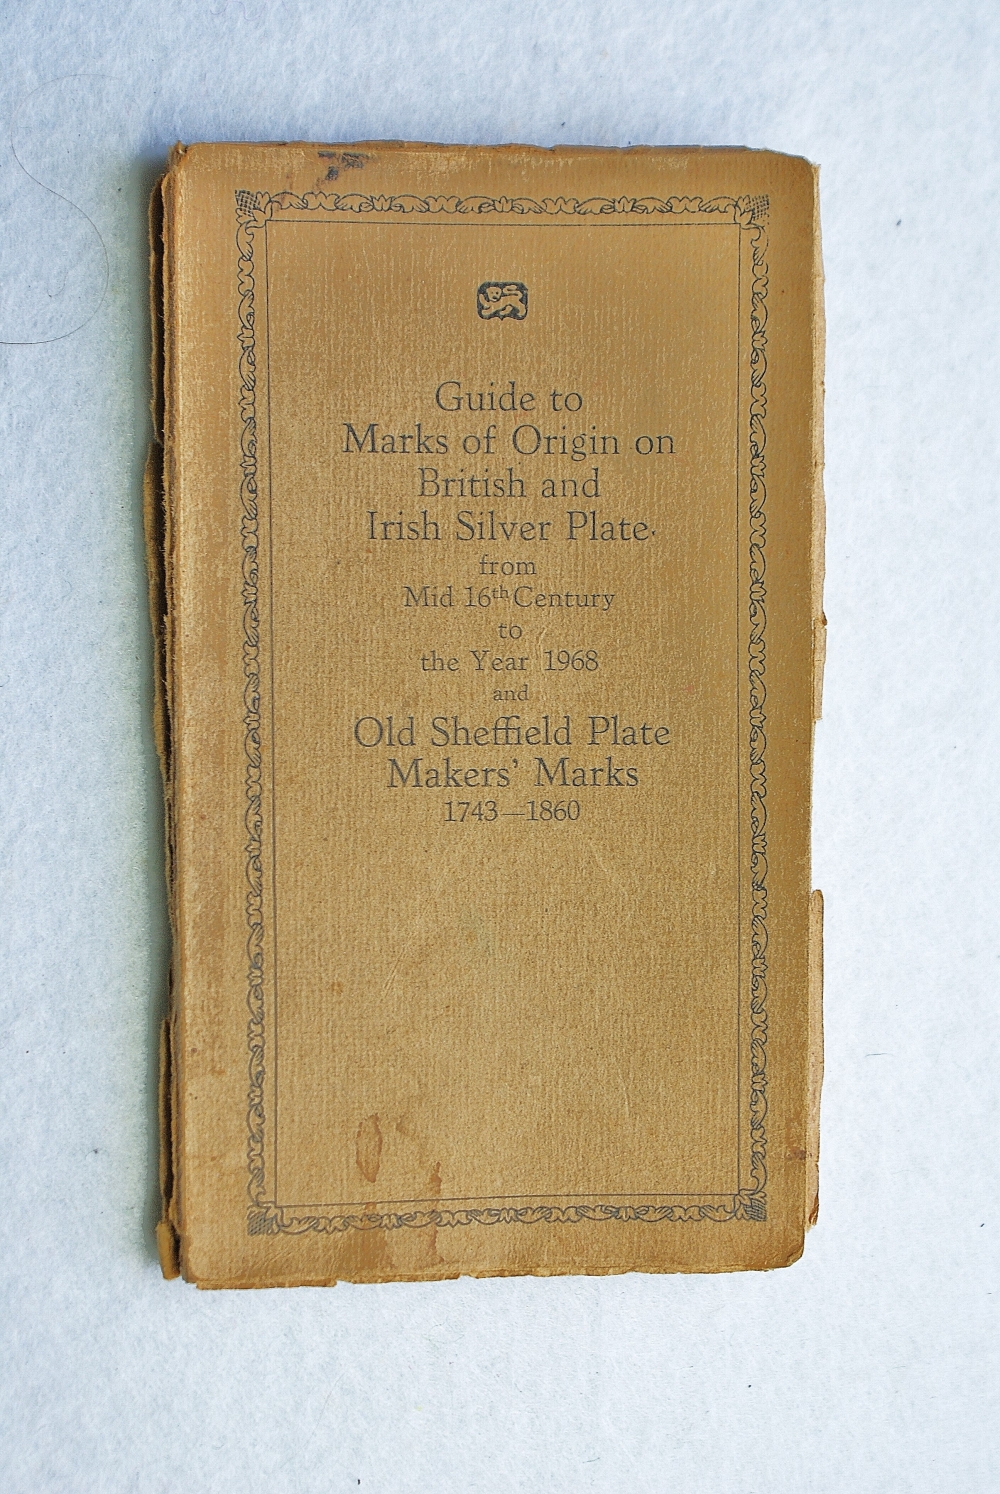 Guide to
Marks of Origin on
British and
Irish Silver Plate
from
Mid 16th Century
to
the Year 1968
and
Old Sheffield Plate
Makers' Marks
1743—1860